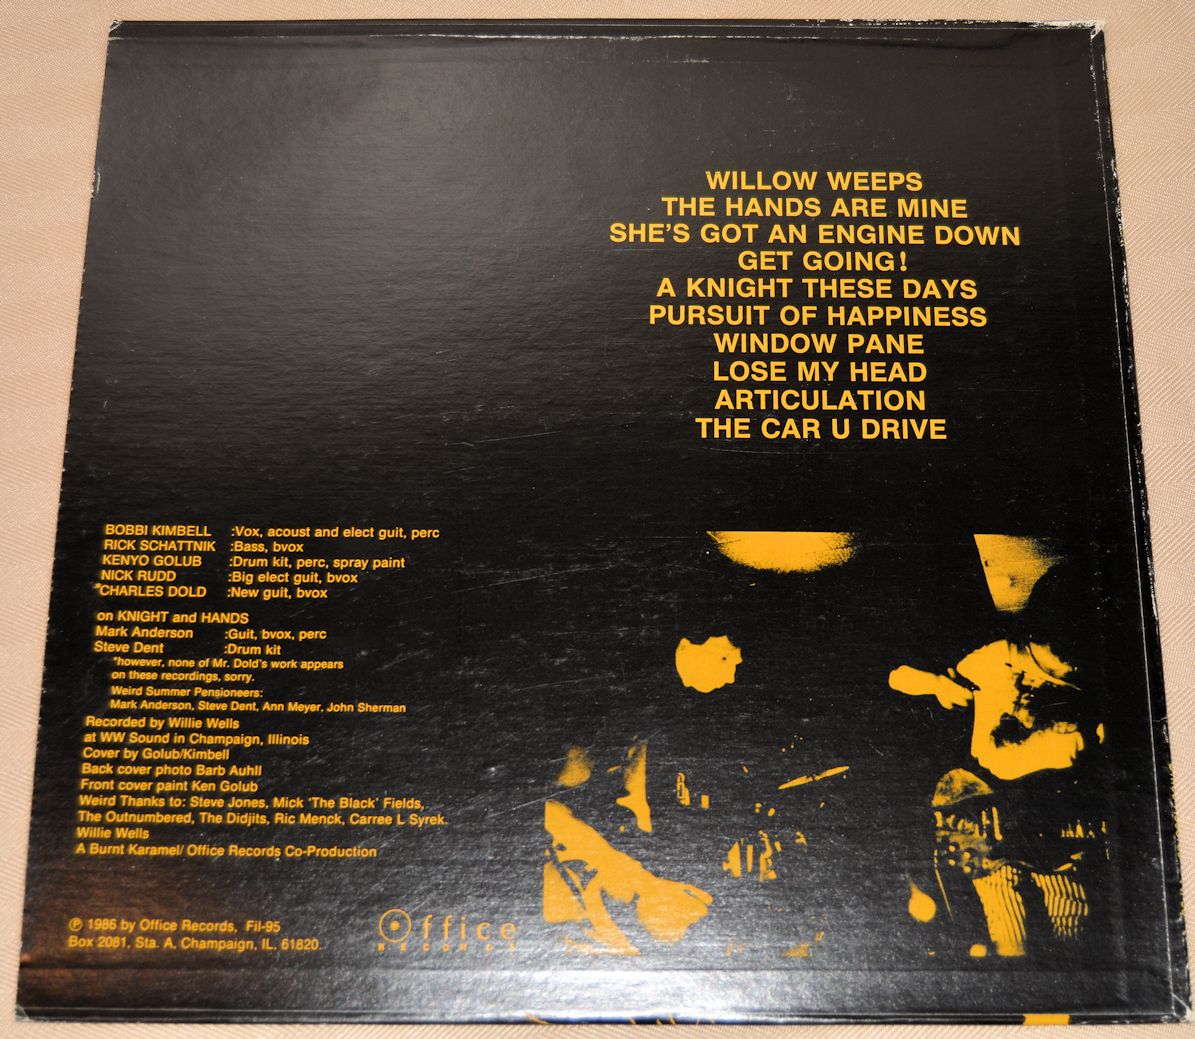 WILLOW WEEPS
THE HANDS ARE MINE
SHE'S GOT AN ENGINE DOWN
GET GOING!
A KNIGHT THESE DAYS
PURSUIT OF HAPPINESS
WINDOW PANE
LOSE MY HEAD
ARTICULATION
THE CAR U DRIVE
BOBBI KIMBELL :Vox, acoust and elect guit, perc
RICK SCHATTNIK :Bass, bvox
KENYO GOLUB :Drum kit, perc, spray paint
NICK RUDD :Big elect guit, bvox
*CHARLES DOLD :New guit, bvox
on KNIGHT and HANDS
Mark Anderson :Guit, bvox, perc
Steve Dent :Drum kit
*however, none of Mr. Dold's work appears
on these recordings, sorry.
Weird Summer Pensioneers:
Mark Anderson, Steve Dent, Ann Meyer, John Sherman
Recorded by Willie Wells
at WW Sound in Champaign, Illinois
Cover by Golub/Kimbell
Back cover photo Barb Auhll
Front cover paint Ken Golub
Weird Thanks to: Steve Jones, Mick 'The Black' Fields,
The Outnumbered, The Didjits, Ric Menck, Carree L Syrek.
Willie Wells
A Burnt Karamel/ Office Records Co-Production
℗ 1986 by Office Records, Fil-95
Box 2081, Sta. A, Champaign, IL. 61820
Office
RECORDS